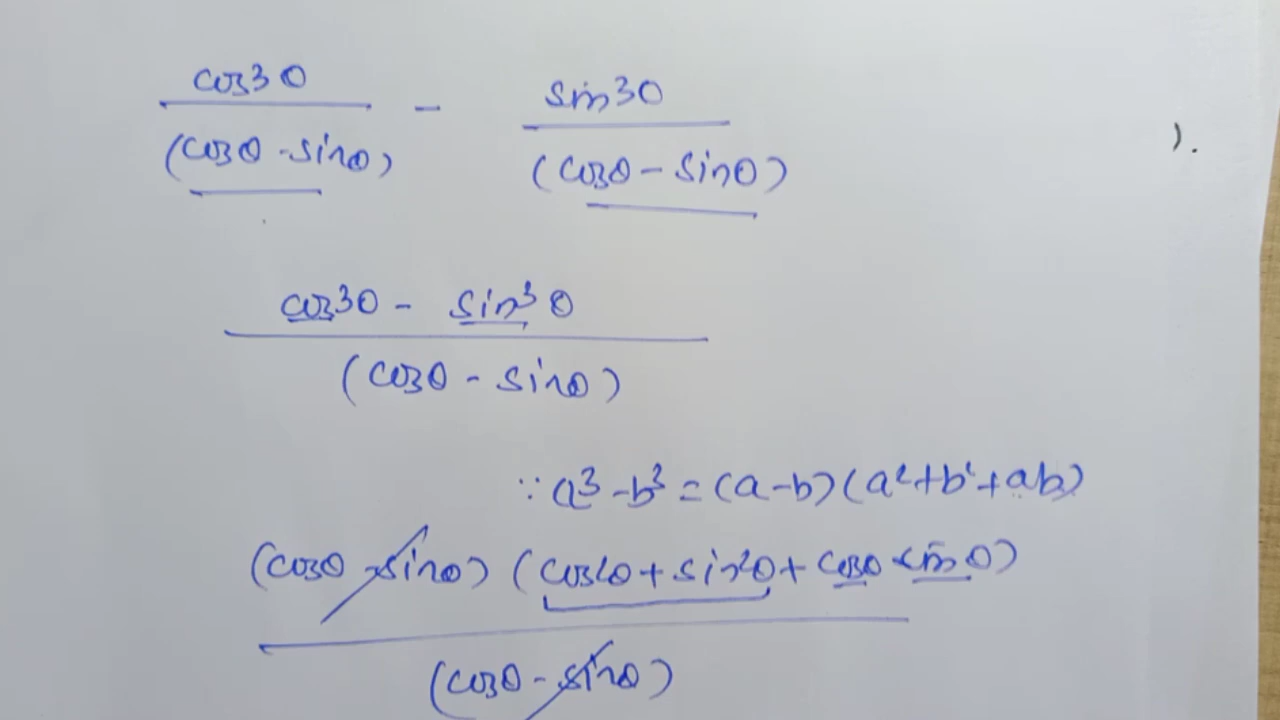 cos³θ / (cosθ - sinθ) - sin³θ / (cosθ - sinθ)
).
cos³θ - sin³θ / (cosθ - sinθ)
∵ a³ - b³ = (a-b)(a²+b²+ab)
(cosθ - sinθ) (cos²θ + sin²θ + cosθ sinθ) / (cosθ - sinθ)